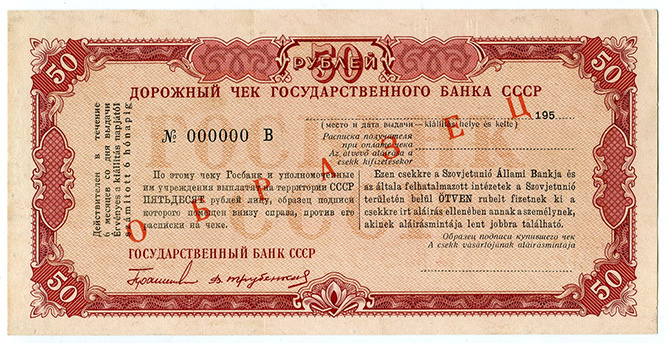 50
50 РУБЛЕЙ
50
ДОРОЖНЫЙ ЧЕК ГОСУДАРСТВЕННОГО БАНКА СССР
Действителен в течение
6 месяцев со дня выдачи
Érvényes a kiállítás napjától
számított 6 hónapig
№ 000000 В
195
(место и дата выдачи—kiállítás helye és kelte)
Расписка получателя
при оплате чека
Az átvevő aláírása a
csekk kifizetésekor
ОБРАЗЕЦ
ГОСБАНК
СССР
По этому чеку Госбанк и уполномоченные
им учреждения выплатят на территории СССР
ПЯТЬДЕСЯТ рублей лицу, образец подписи
которого помещен внизу справа, против его
расписки на чеке.
Ezen csekkre a Szovjetunió Állami Bankja és
az általa felhatalmazott intézetek a Szovjetunió
területén belül ÖTVEN rubelt fizetnek ki a
csekkre írt aláírás ellenében annak a személynek,
akinek aláírásmintája lent jobbra található.
Образец подписи купившего чек
A csekk vásárlójának aláírásmintája
ГОСУДАРСТВЕННЫЙ БАНК СССР
50
50